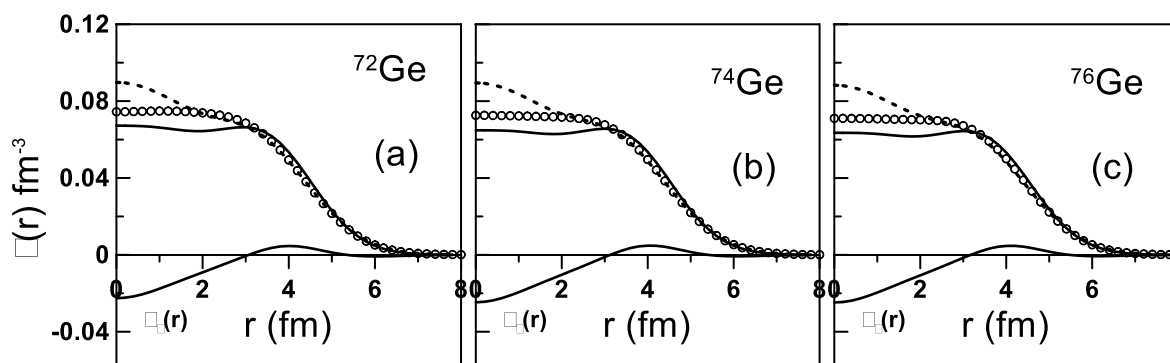 0.12
0.08
0.04
0
-0.04
□(r) fm-3
72Ge
(a)
0 2 4 6 8
□□(r)
r (fm)
74Ge
(b)
0 2 4 6 8
□□(r)
r (fm)
76Ge
(c)
0 2 4 6
□□(r)
r (fm)